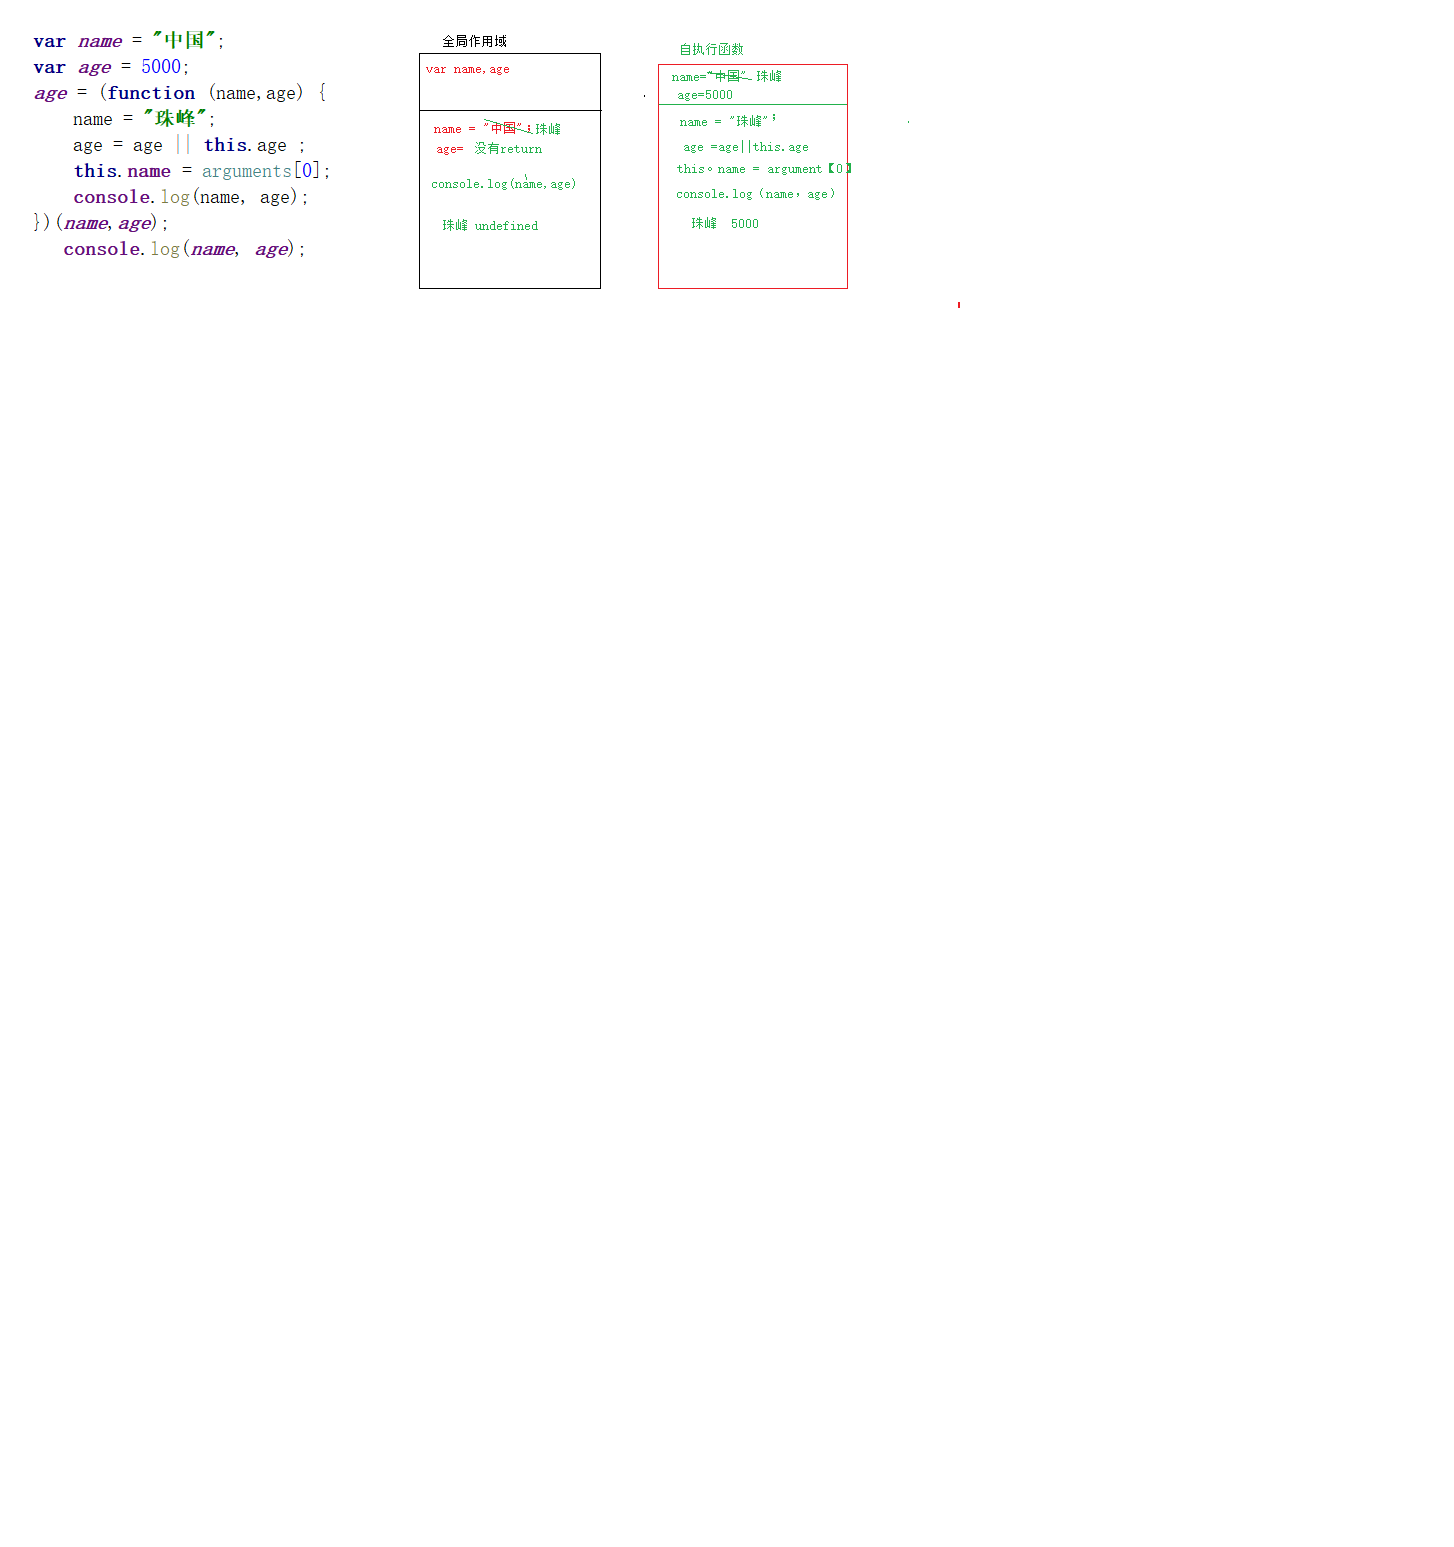 var name = "中国";
var age = 5000;
age = (function (name,age) {
name = "珠峰";
age = age || this.age ;
this.name = arguments[0];
console.log(name, age);
})(name,age);
console.log(name, age);
全局作用域
var name,age
name = "中国"；珠峰
age= 没有return
console.log(name,age)
珠峰 undefined
自执行函数
name="中国" 珠峰
age=5000
name = "珠峰"；
age =age||this.age
this。name = argument【0】
console.log（name，age）
珠峰 5000